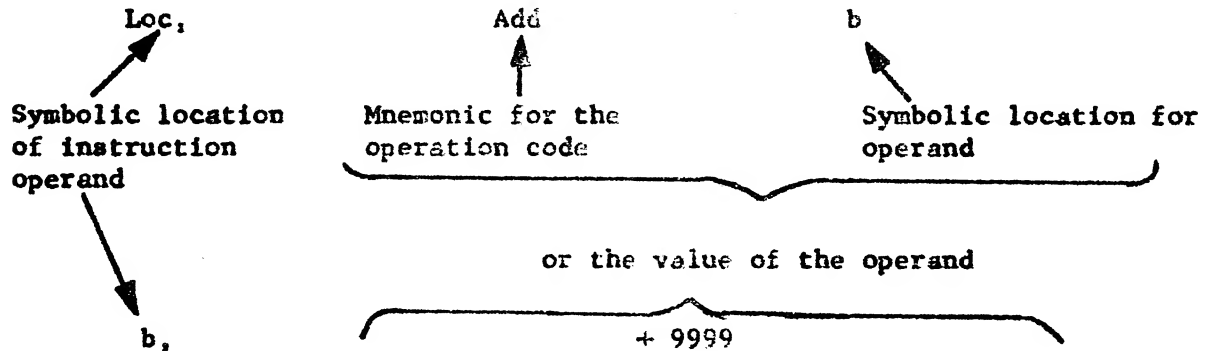 Loc, Add b
Symbolic location Mnemonic for the Symbolic location for
of instruction operation code operand
operand
or the value of the operand
b, + 9999